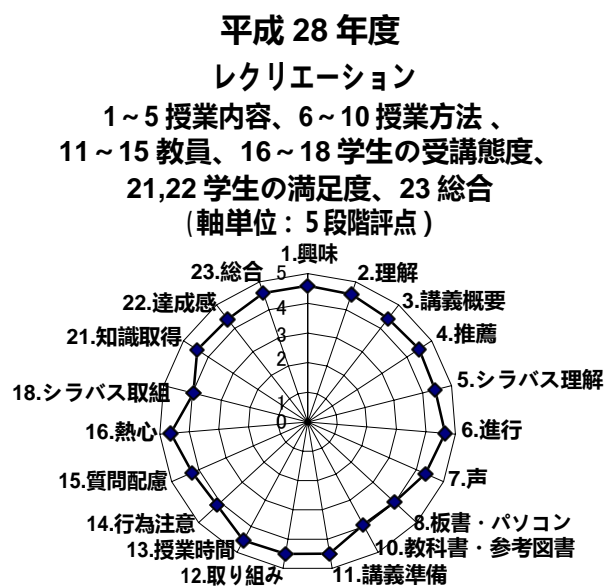 平成 28 年度
レクリエーション
1~5 授業内容、6~10 授業方法 、
11~15 教員、16~18 学生の受講態度、
21,22 学生の満足度、23 総合
(軸単位: 5 段階評点 )
1.興味
2.理解
3.講義概要
4.推薦
5.シラバス理解
6.進行
7.声
8.板書・パソコン
10.教科書・参考図書
11.講義準備
12.取り組み
13.授業時間
14.行為注意
15.質問配慮
16.熱心
18.シラバス取組
21.知識取得
22.達成感
23.総合
5
4
3
2
1
0